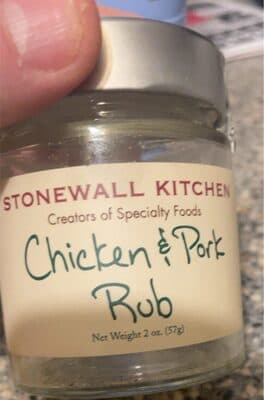 STONEWALL KITCHEN
Creators of Specialty Foods
Chicken & Pork
Rub
Net Weight 2 oz. (57g)